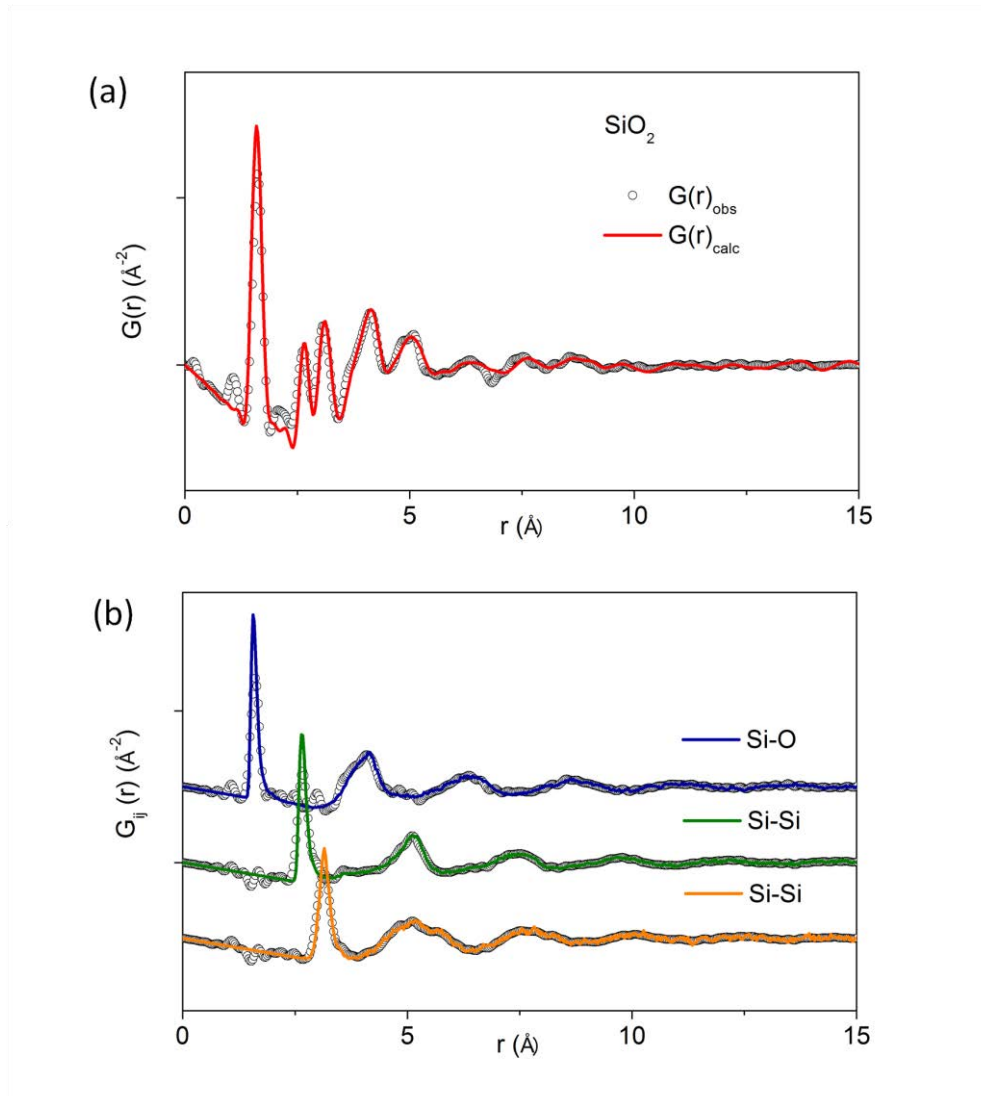 (a)
SiO2
G(r)obs
G(r)calc
G(r) (Å-2)
0 5 10 15
r (Å)
(b)
Si-O
Si-Si
Si-Si
Gij (r) (Å-2)
0 5 10 15
r (Å)